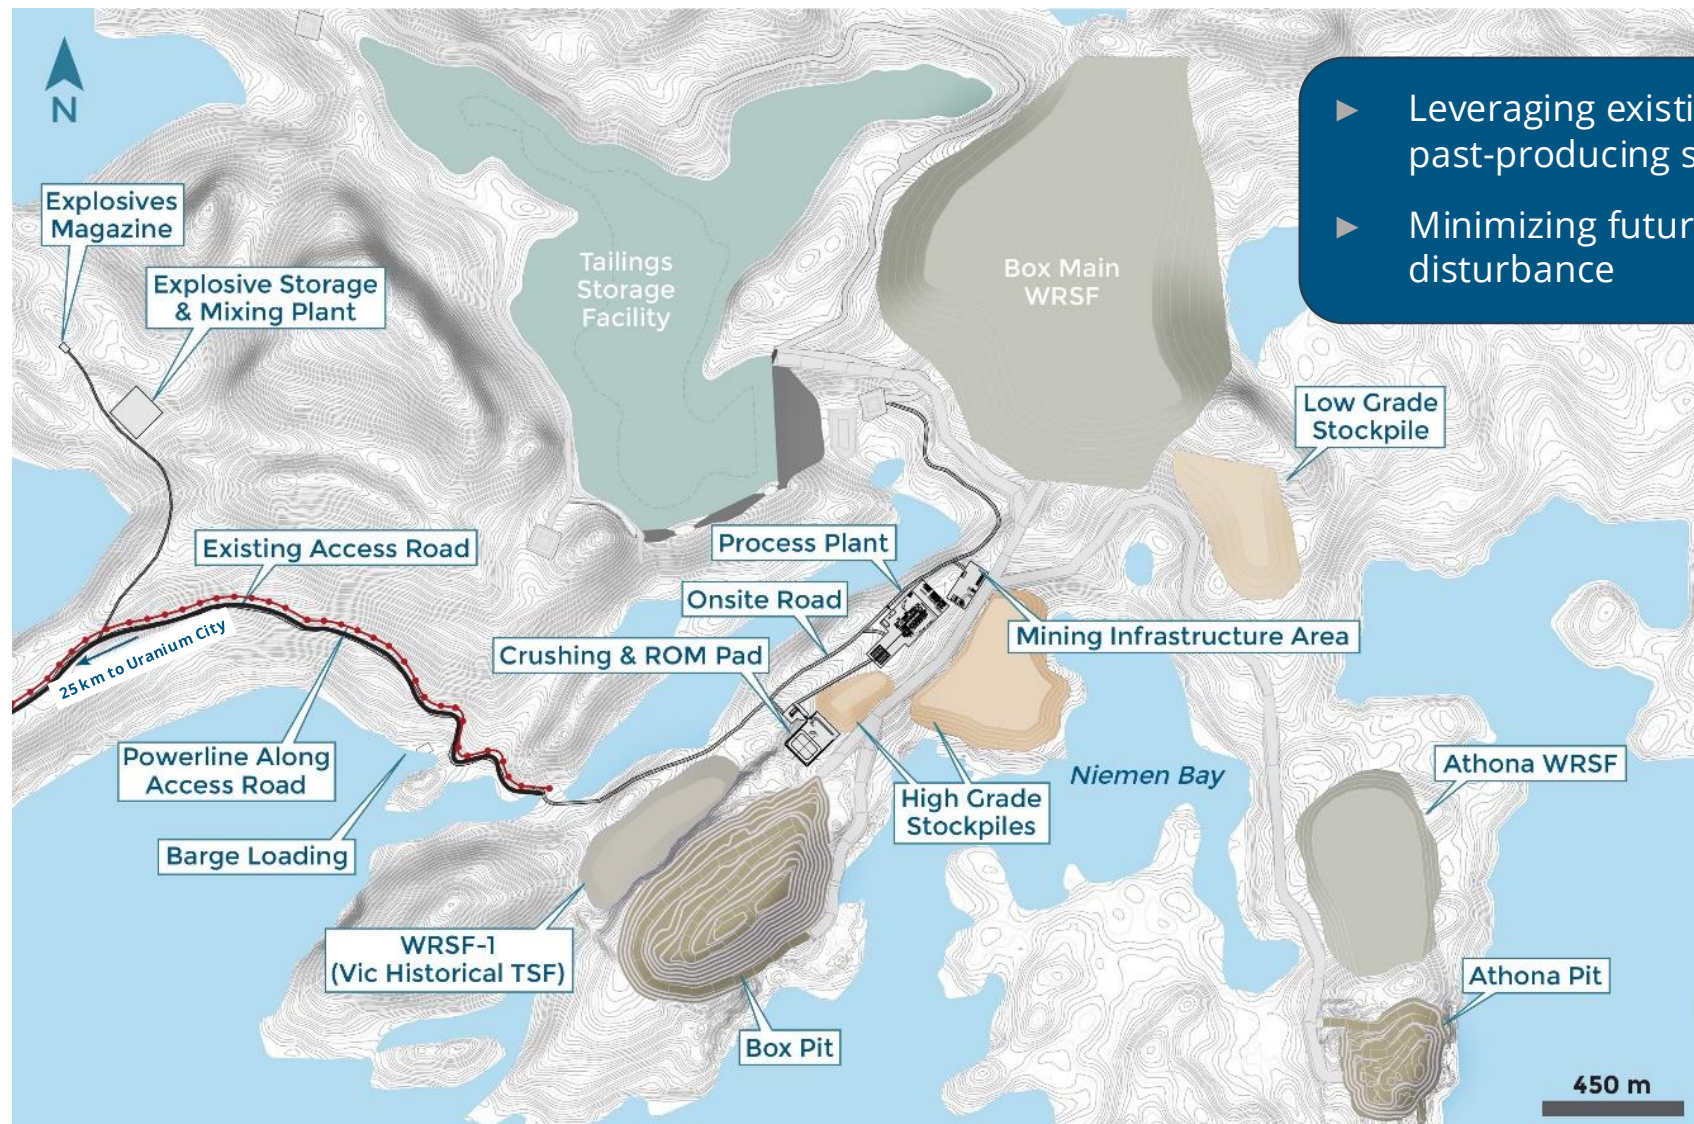 N
Leveraging existi
past-producing s
Minimizing futur
disturbance
Explosives
Magazine
Explosive Storage
& Mixing Plant
Tailings
Storage
Facility
Box Main
WRSF
Low Grade
Stockpile
Existing Access Road
Process Plant
Onsite Road
Mining Infrastructure Area
Crushing & ROM Pad
25 km to Uranium City
Powerline Along
Access Road
Barge Loading
High Grade
Stockpiles
Niemen Bay
Athona WRSF
WRSF-1
(Vic Historical TSF)
Athona Pit
Box Pit
450 m